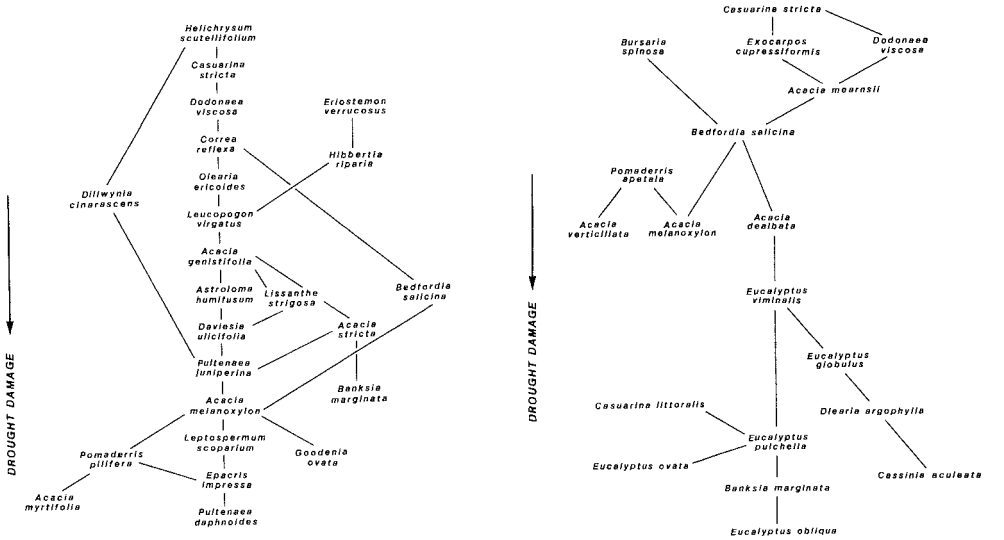 Helichrysum
scutellifolium
Casuarina
stricta
Dodonaea
viscosa
Correa
reflexa
Olearia
ericoides
Leucopogon
virgatus
Acacia
genistifolia
Astroloma
humifusum
Daviesia
ulicifolia
Pultenaea
juniperina
Acacia
melanoxylon
Leptospermum
scoparium
Epacris
impressa
Pultenaea
daphnoides
Eriostemon
verrucosus
Hibbertia
riparia
Dillwynia
cinarascens
Lissanthe
strigosa
Acacia
stricta
Banksia
marginata
Bedfordia
salicina
Goodenia
ovata
Pomaderris
pilifera
Acacia
myrtifolia
DROUGHT DAMAGE
Casuarina stricta
Bursaria
spinosa
Exocarpos
cupressiformis
Dodonaea
viscosa
Acacia mearnsii
Bedfordia salicina
Pomaderris
apetala
Acacia
verticillata
Acacia
melanoxylon
Acacia
dealbata
Eucalyptus
viminalis
Eucalyptus
globulus
Olearia argophylla
Cassinia aculeata
Casuarina littoralis
Eucalyptus
pulchella
Eucalyptus ovata
Banksia marginata
Eucalyptus obliqua
DROUGHT DAMAGE